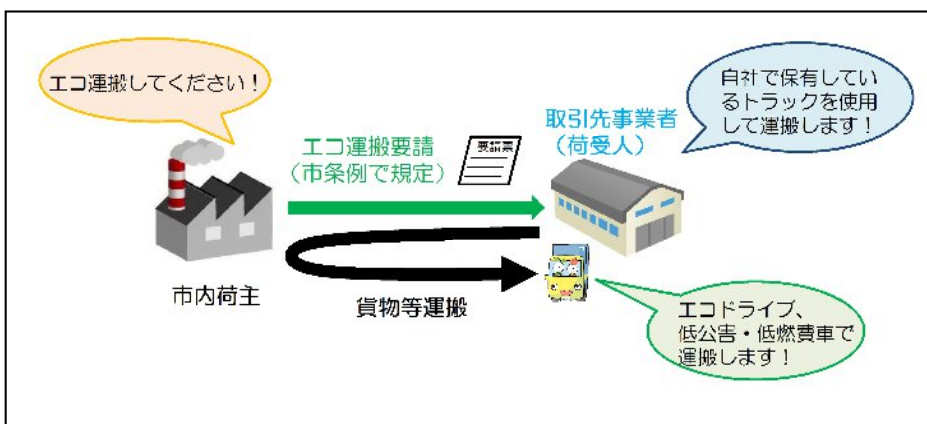 エコ運搬してください！
自社で保有してい
るトラックを使用
して運搬します！
取引先事業者
（荷受人）
エコ運搬要請
（市条例で規定）
要請票
市内荷主
貨物等運搬
エコドライブ、
低公害・低燃費車で
運搬します！